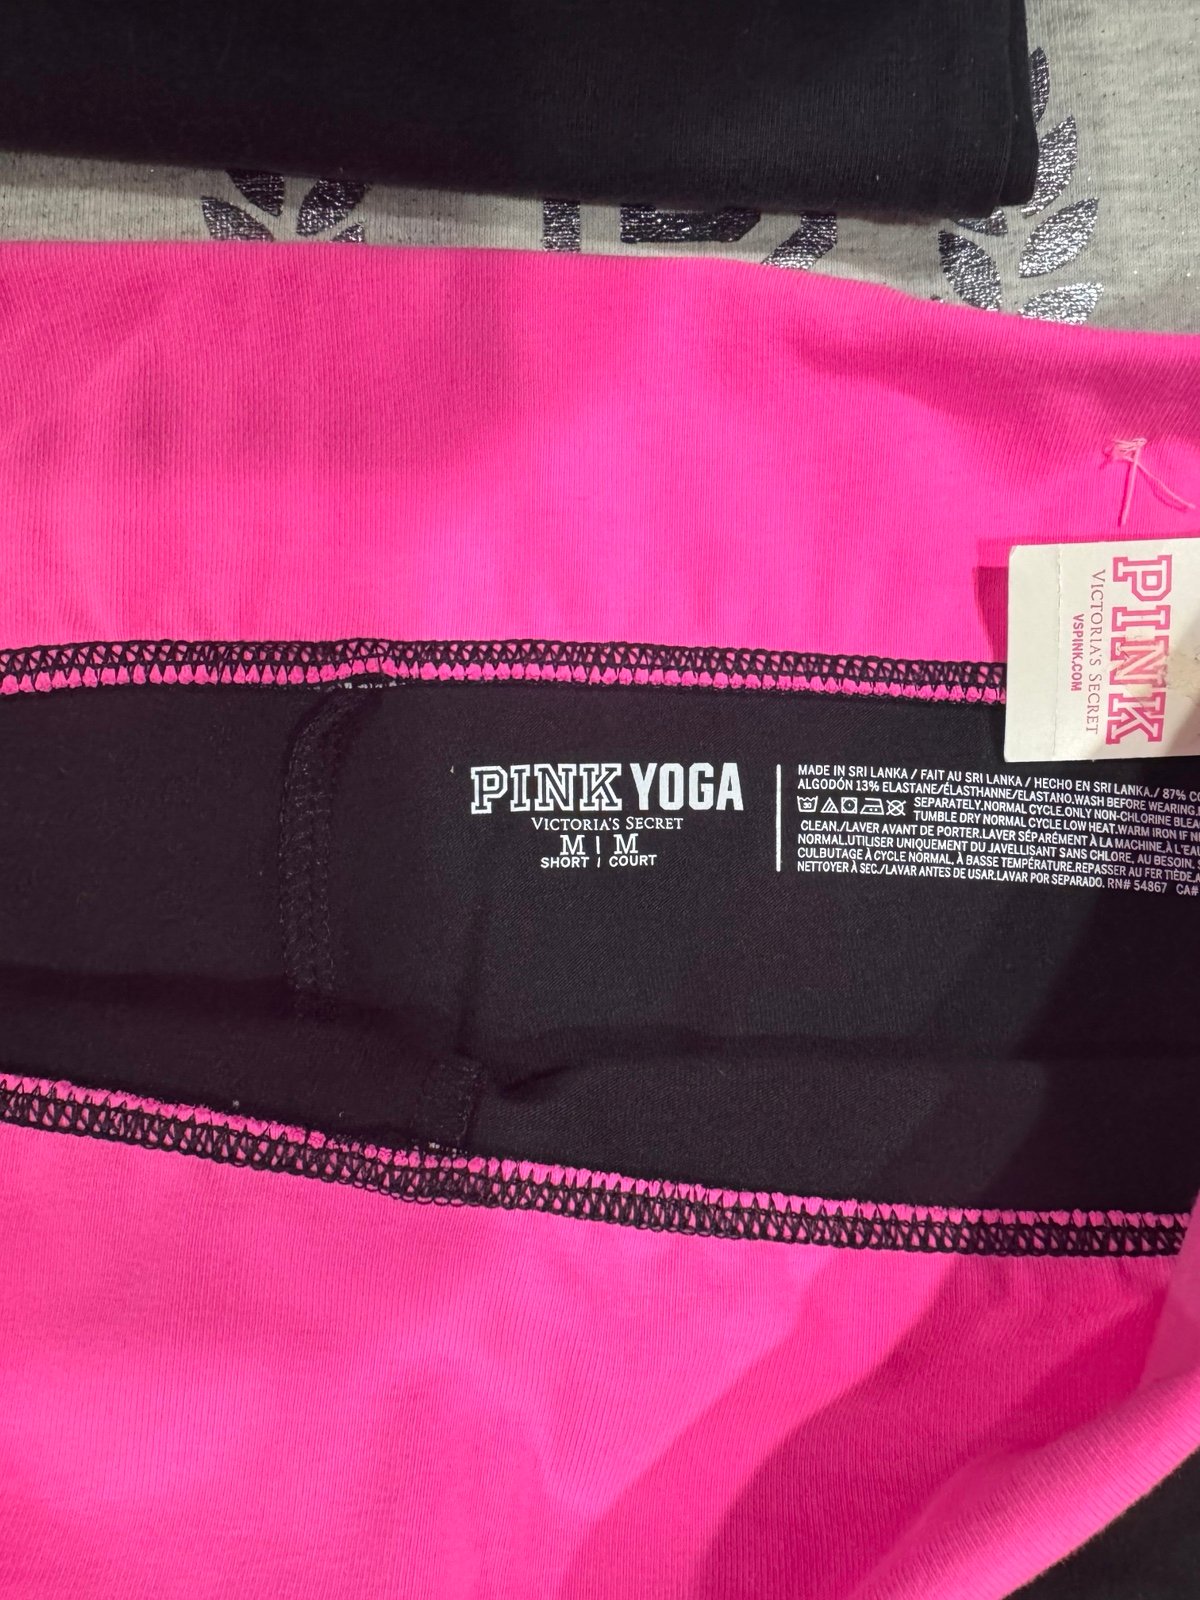 PINK
VICTORIA'S SECRET
VSPINK.COM
PINK YOGA
VICTORIA'S SECRET
M | M
SHORT / COURT
MADE IN SRI LANKA / FAIT AU SRI LANKA / HECHO EN SRI LANKA./ 87% CO
ALGODÓN 13% ELASTANE/ÉLASTHANNE/ELASTANO.WASH BEFORE WEARING.
SEPARATELY.NORMAL CYCLE.ONLY NON-CHLORINE BLEA
TUMBLE DRY NORMAL CYCLE LOW HEAT.WARM IRON IF NE
CLEAN./LAVER AVANT DE PORTER.LAVER SÉPARÉMENT À LA MACHINE,À L'EAU
NORMAL.UTILISER UNIQUEMENT DU JAVELLISANT SANS CHLORE, AU BESOIN.
CULBUTAGE À CYCLE NORMAL, À BASSE TEMPÉRATURE.REPASSER AU FER TIÈDE,
NETTOYER À SEC./LAVAR ANTES DE USAR.LAVAR POR SEPARADO. RN# 54867 CA#